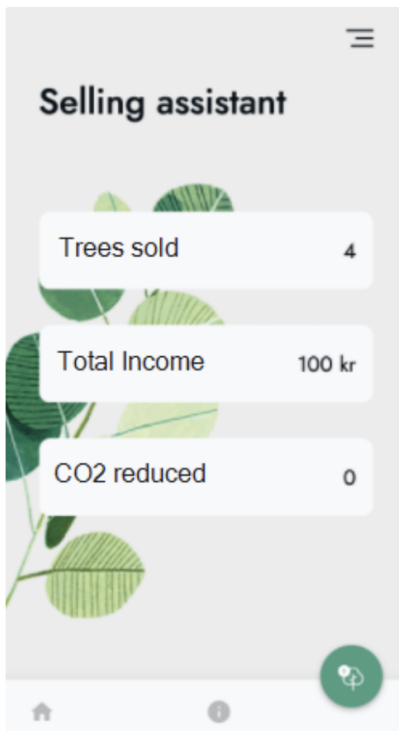 Selling assistant
Trees sold 4
Total Income 100 kr
CO2 reduced 0